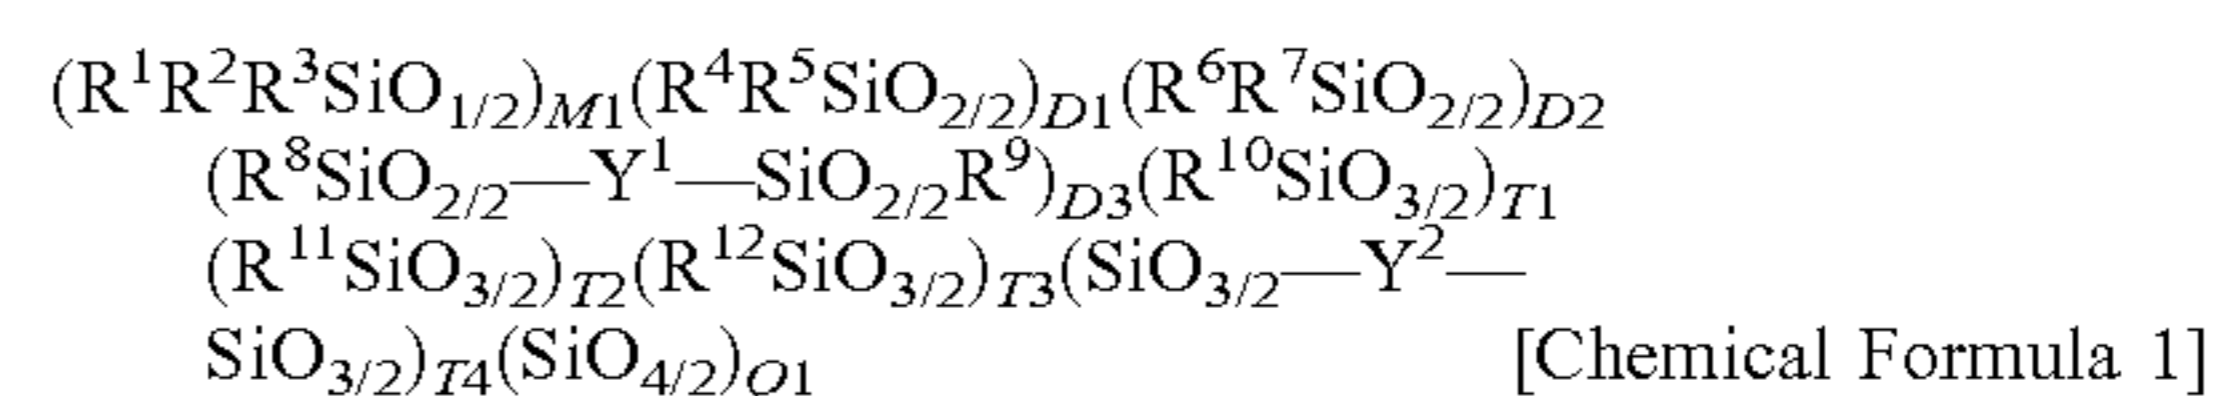 (R¹R²R³SiO₁/₂)M1(R⁴R⁵SiO₂/₂)D1(R⁶R⁷SiO₂/₂)D2
(R⁸SiO₂/₂—Y¹—SiO₂/₂R⁹)D3(R¹⁰SiO₃/₂)T1
(R¹¹SiO₃/₂)T2(R¹²SiO₃/₂)T3(SiO₃/₂—Y²—
SiO₃/₂)T4(SiO₄/₂)Q1 [Chemical Formula 1]